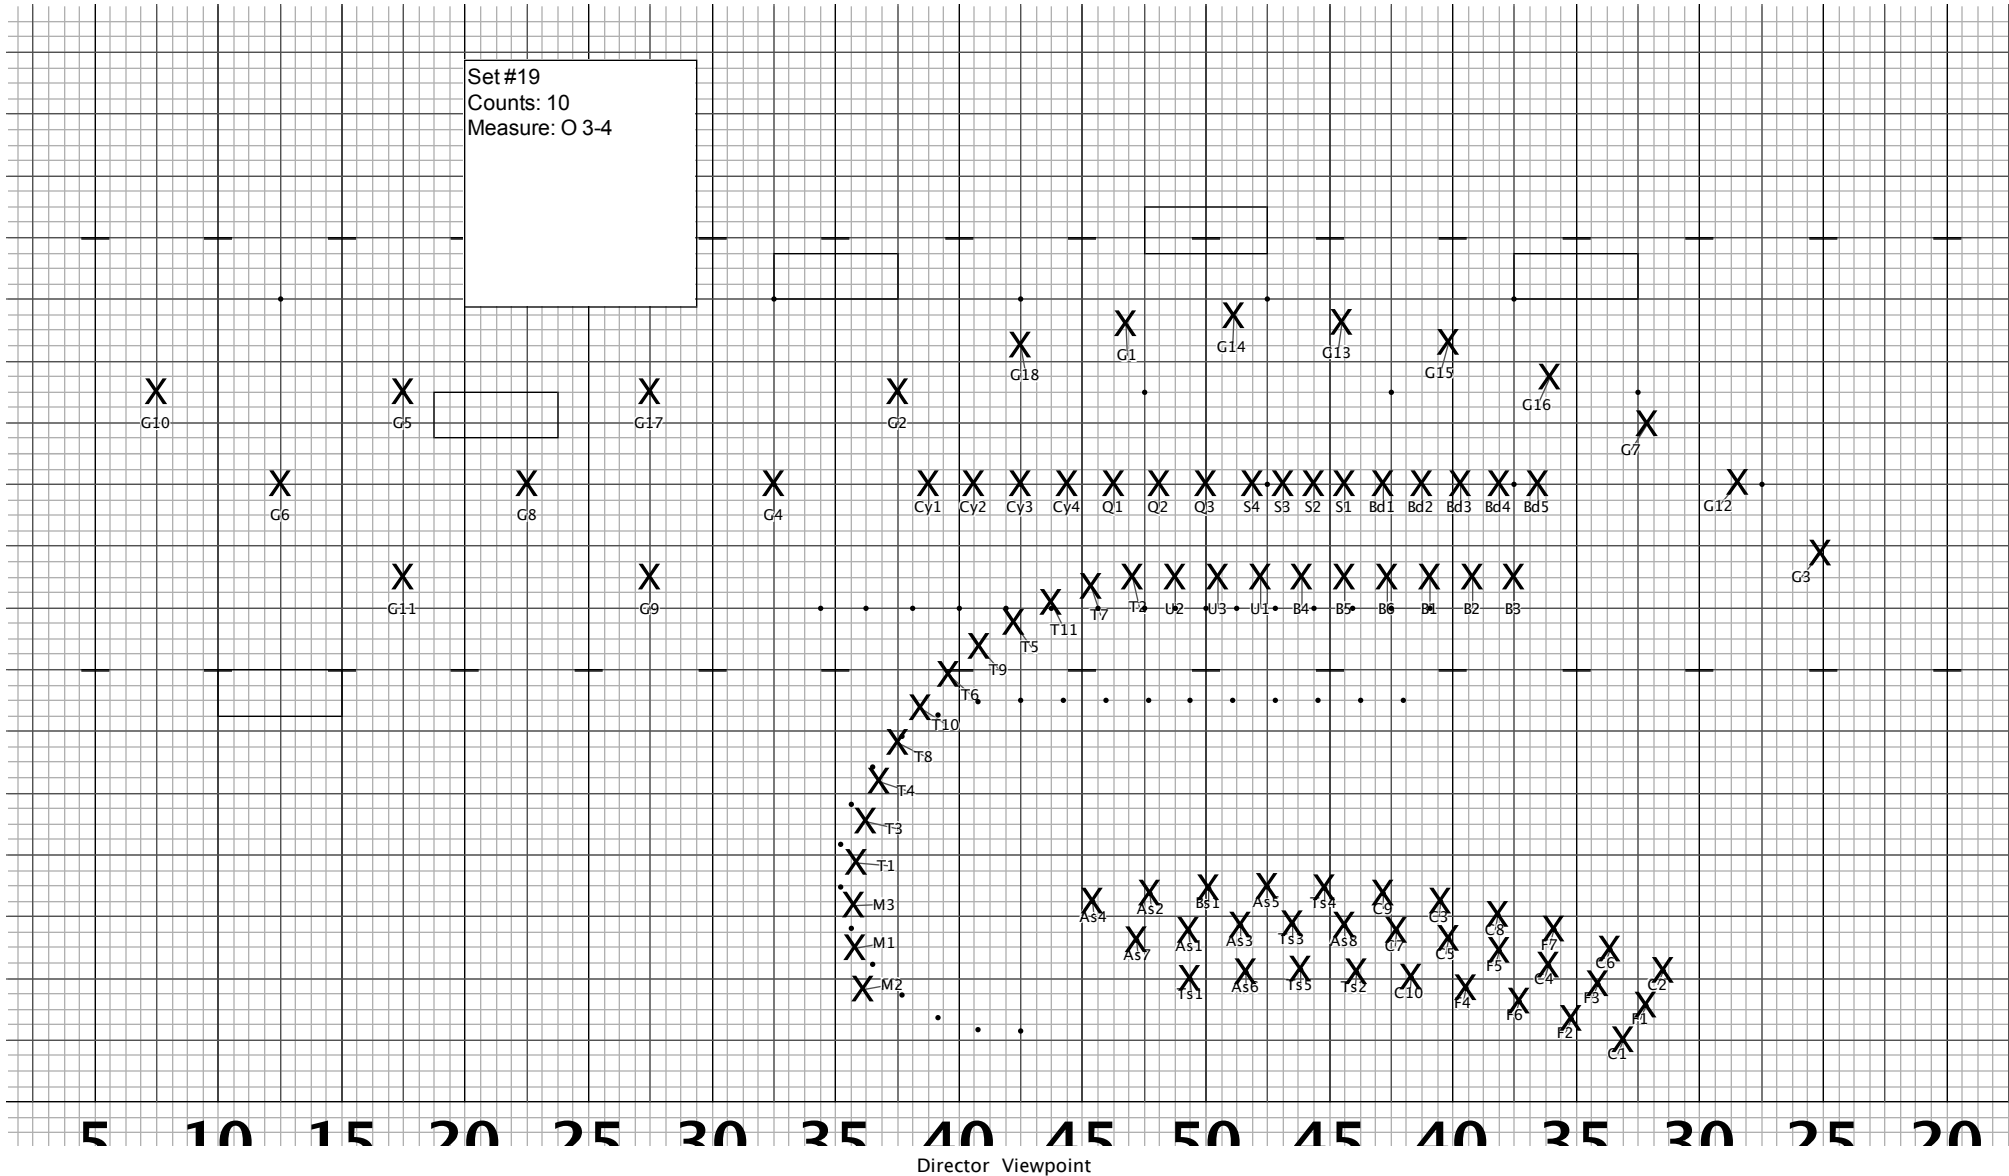 Set #19
Counts: 10
Measure: O 3-4
G18 G1 G14 G13 G15 G16
G10 G5 G17 G2 G7
G6 G8 G4 Cy1 Cy2 Cy3 Cy4 Q1 Q2 Q3 S4 S3 S2 S1 Bd1 Bd2 Bd3 Bd4 Bd5 G12
G3
G11 G9 T11 T7 T2 U2 U3 U1 B4 B5 B6 B1 B2 B3
T5
T9
T6
T10
T8
T4
T3
T1
M3
As4 As2 Bs1 As5 Ts4 C9 C3 C8
M1 As7 As1 As3 Ts3 As8 C7 C5 F5 F7
M2 Ts1 As6 Ts5 Ts2 C10 F4 C4 C6 C2
F6 F3
F2 F1
C1
5 10 15 20 25 30 35 40 45 50 45 40 35 30 25 20
Director Viewpoint